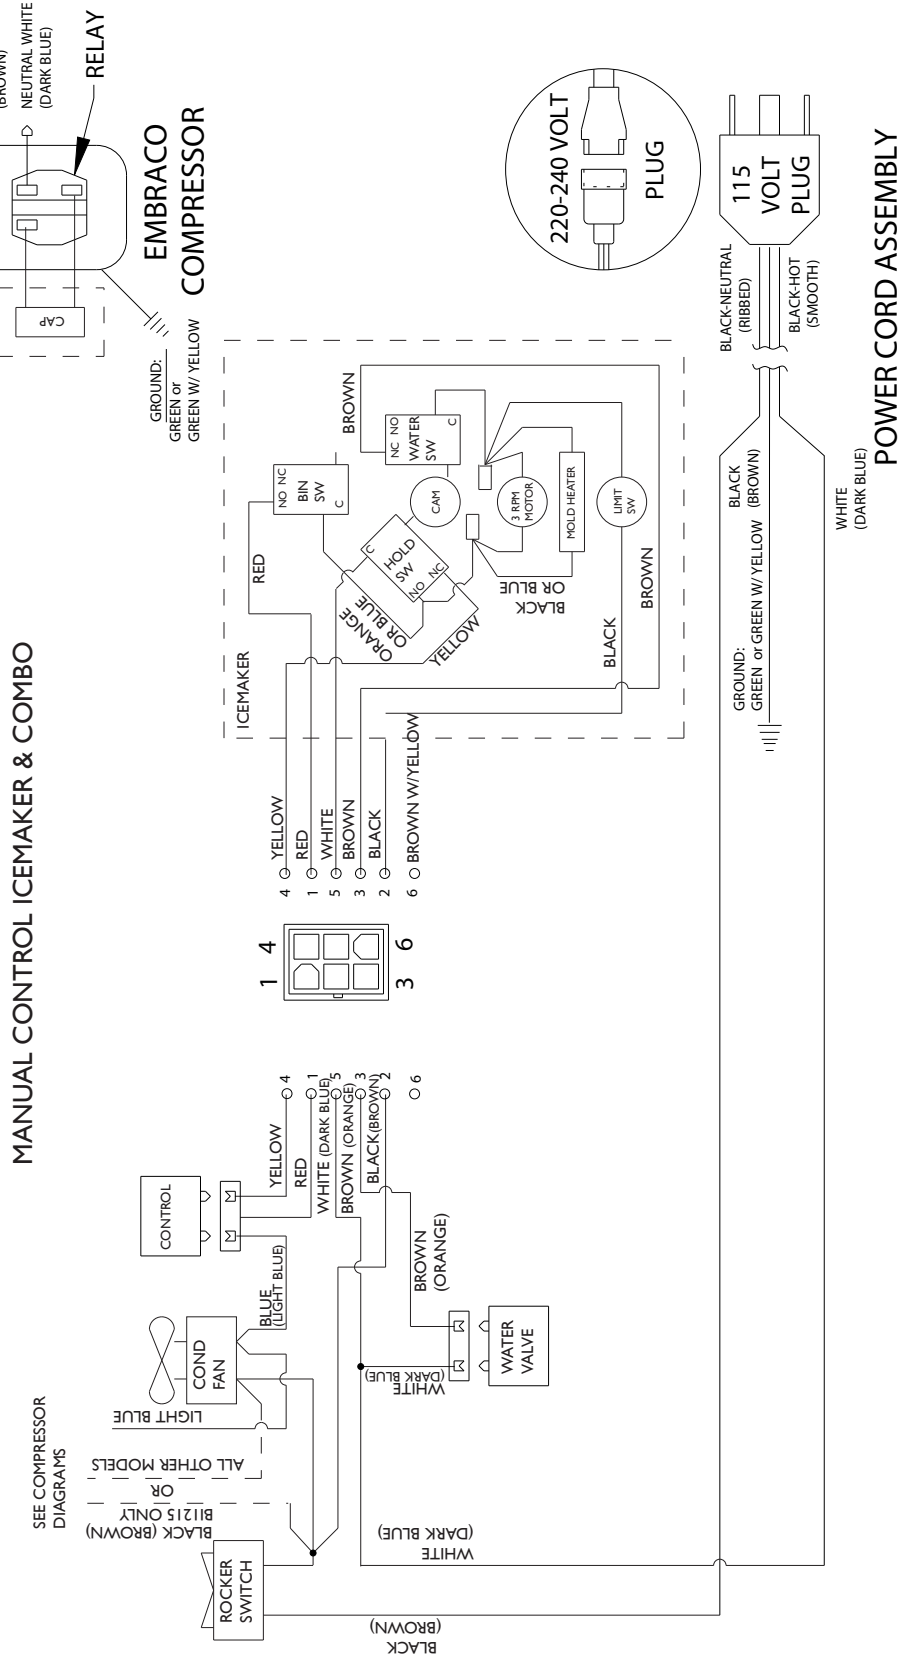 MANUAL CONTROL ICEMAKER & COMBO
SEE COMPRESSOR
DIAGRAMS
ROCKER
SWITCH
BLACK (BROWN)
BI1215 ONLY
OR
ALL OTHER MODELS
LIGHT BLUE
COND
FAN
CONTROL
BLUE
(LIGHT BLUE)
YELLOW
RED
WHITE (DARK BLUE)
BROWN (ORANGE)
BLACK(BROWN)
4
1
5
3
2
6
BROWN
(ORANGE)
WHITE
(DARK BLUE)
WATER
VALVE
WHITE
(DARK BLUE)
BLACK
(BROWN)
1 4
3 6
4
1
5
3
2
6
YELLOW
RED
WHITE
BROWN
BLACK
BROWN W/YELLOW
ICEMAKER
RED
NO NC
BIN
SW
C
BROWN
NC NO
WATER
SW
C
CAM
C
HOLD
SW
NO NC
ORANGE
OR BLUE
YELLOW
3 RPM
MOTOR
MOLD HEATER
LIMIT
SW
BLACK
OR BLUE
BLACK
BROWN
(BROWN)
NEUTRAL WHITE
(DARK BLUE)
RELAY
CAP
EMBRACO
COMPRESSOR
GROUND:
GREEN or
GREEN W/ YELLOW
220-240 VOLT
PLUG
115
VOLT
PLUG
BLACK-NEUTRAL
(RIBBED)
BLACK-HOT
(SMOOTH)
BLACK
(BROWN)
GROUND:
GREEN or GREEN W/ YELLOW
WHITE
(DARK BLUE)
POWER CORD ASSEMBLY